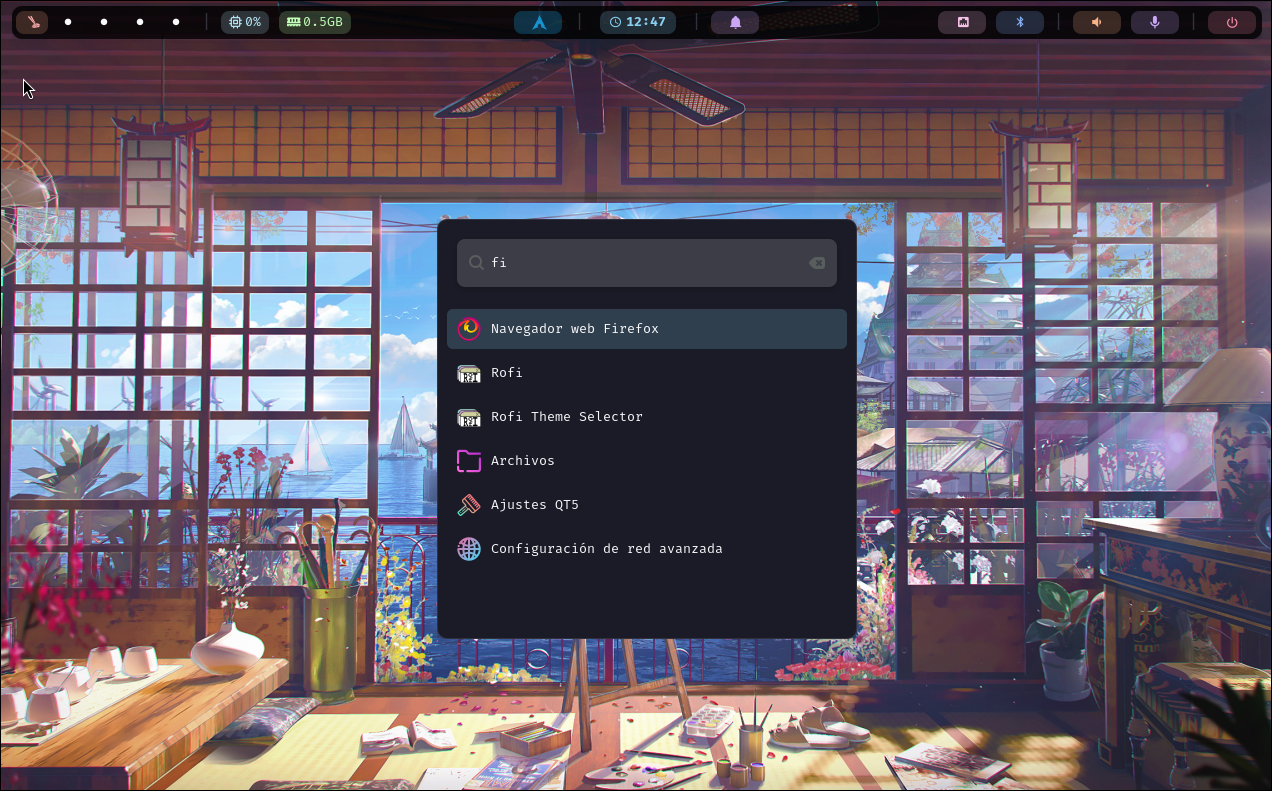 0%
0.5GB
12:47
fi
Navegador web Firefox
Rofi
Rofi Theme Selector
Archivos
Ajustes QT5
Configuración de red avanzada